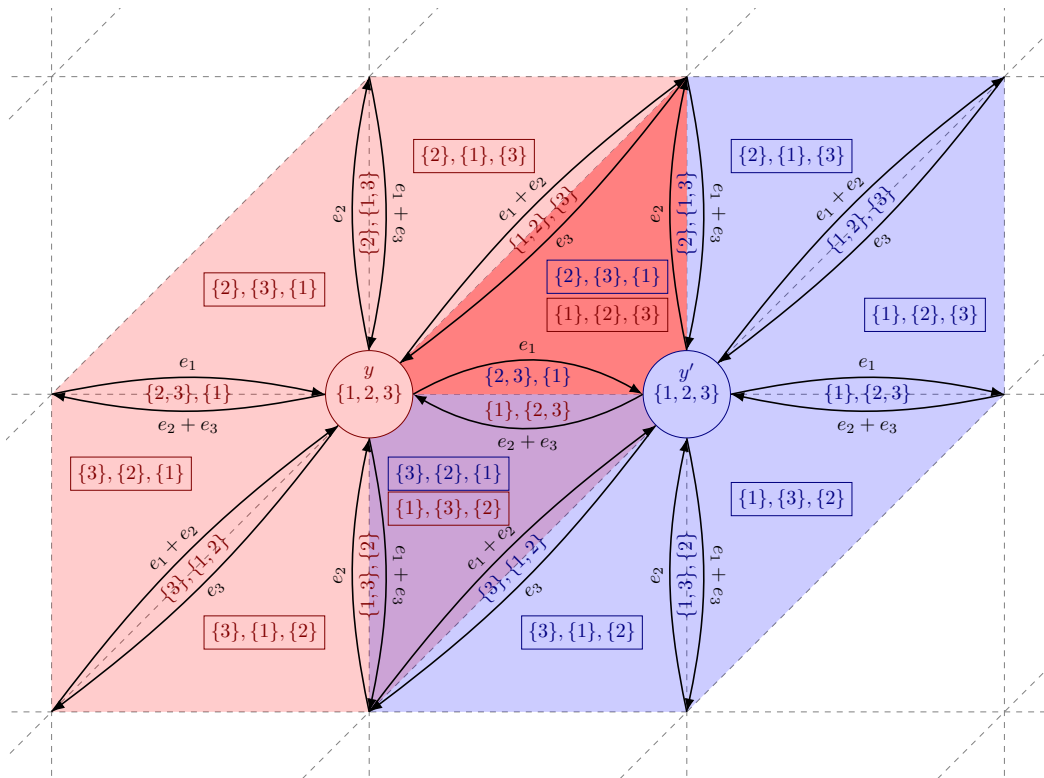 {2}, {1}, {3}
{2}, {1}, {3}
e₂
{2}, {1, 3}
e₁ + e₃
e₁ + e₂
{1, 2}, {3}
e₃
e₂
{2}, {1, 3}
e₁ + e₃
e₁ + e₂
{1, 2}, {3}
e₃
{2}, {3}, {1}
{2}, {3}, {1}
{1}, {2}, {3}
{1}, {2}, {3}
e₁
{2, 3}, {1}
e₂ + e₃
y
{1, 2, 3}
e₁
{2, 3}, {1}
{1}, {2, 3}
e₂ + e₃
y′
{1, 2, 3}
e₁
{1}, {2, 3}
e₂ + e₃
{3}, {2}, {1}
{3}, {2}, {1}
{1}, {3}, {2}
{1}, {3}, {2}
e₁ + e₂
{3}, {1, 2}
e₃
e₂
{1, 3}, {2}
e₁ + e₃
e₁ + e₂
{3}, {1, 2}
e₃
e₂
{1, 3}, {2}
e₁ + e₃
{3}, {1}, {2}
{3}, {1}, {2}